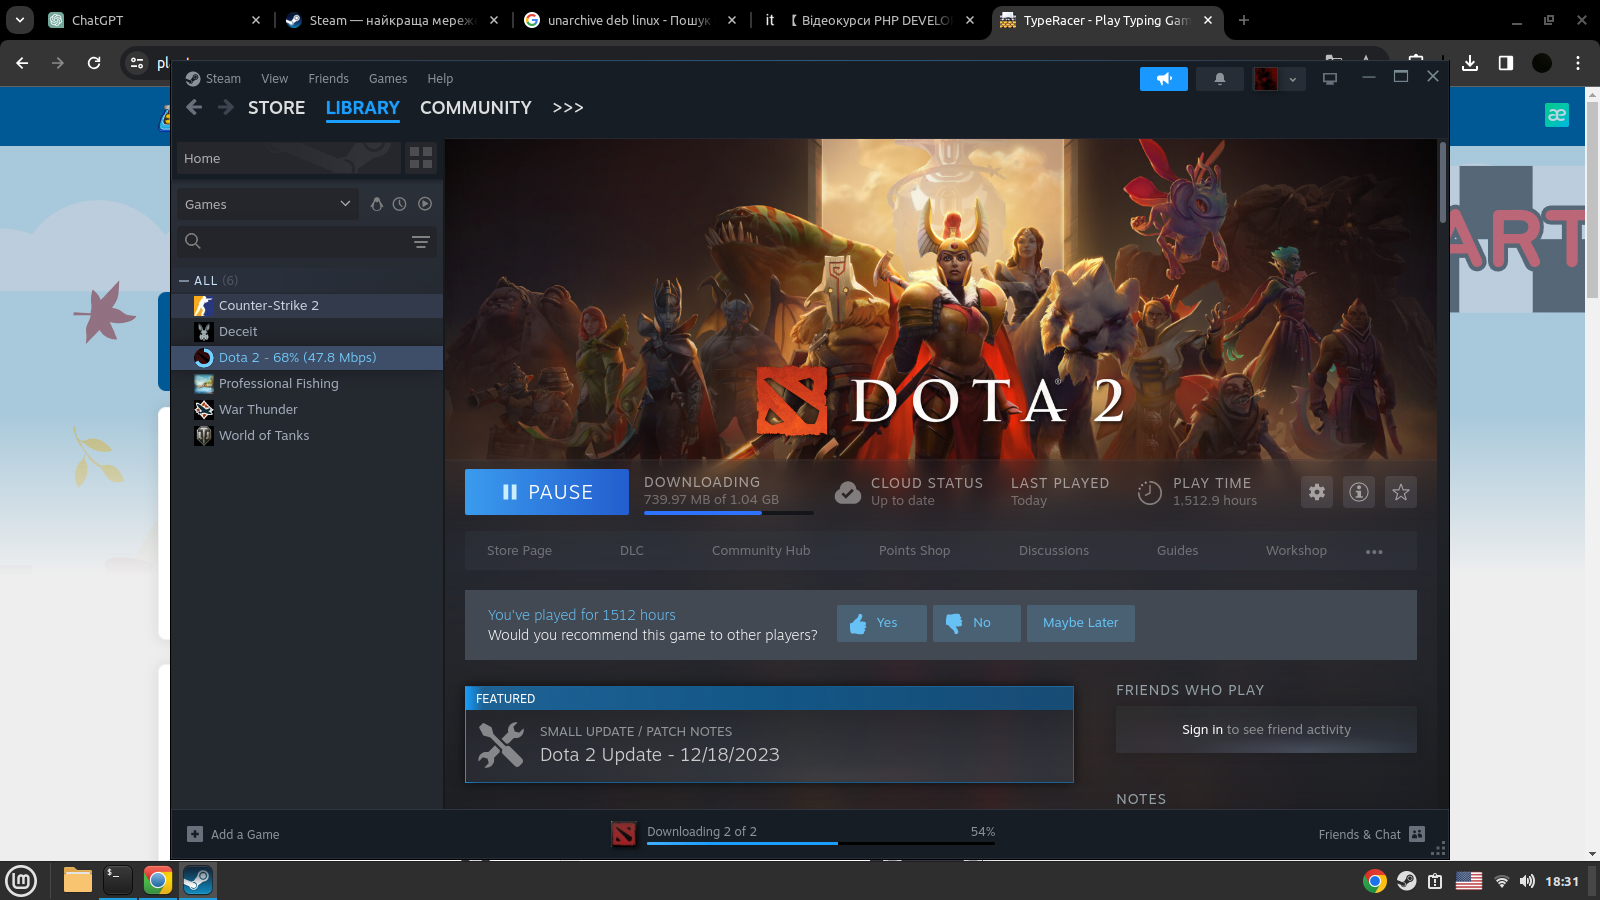 ChatGPT
Steam — найкраща мереже
unarchive deb linux - Пошук
it
【 Відеокурси PHP DEVELO
TypeRacer - Play Typing Gam
Steam View Friends Games Help
STORE LIBRARY COMMUNITY >>>
æ
Home
Games
ART
— ALL (6)
Counter-Strike 2
Deceit
Dota 2 - 68% (47.8 Mbps)
Professional Fishing
War Thunder
World of Tanks
DOTA 2
PAUSE
DOWNLOADING
739.97 MB of 1.04 GB
CLOUD STATUS
Up to date
LAST PLAYED
Today
PLAY TIME
1,512.9 hours
Store Page DLC Community Hub Points Shop Discussions Guides Workshop •••
You've played for 1512 hours
Would you recommend this game to other players?
Yes No Maybe Later
FEATURED
SMALL UPDATE / PATCH NOTES
Dota 2 Update - 12/18/2023
FRIENDS WHO PLAY
Sign in to see friend activity
NOTES
Add a Game
Downloading 2 of 2 54%
Friends & Chat
$_
18:31